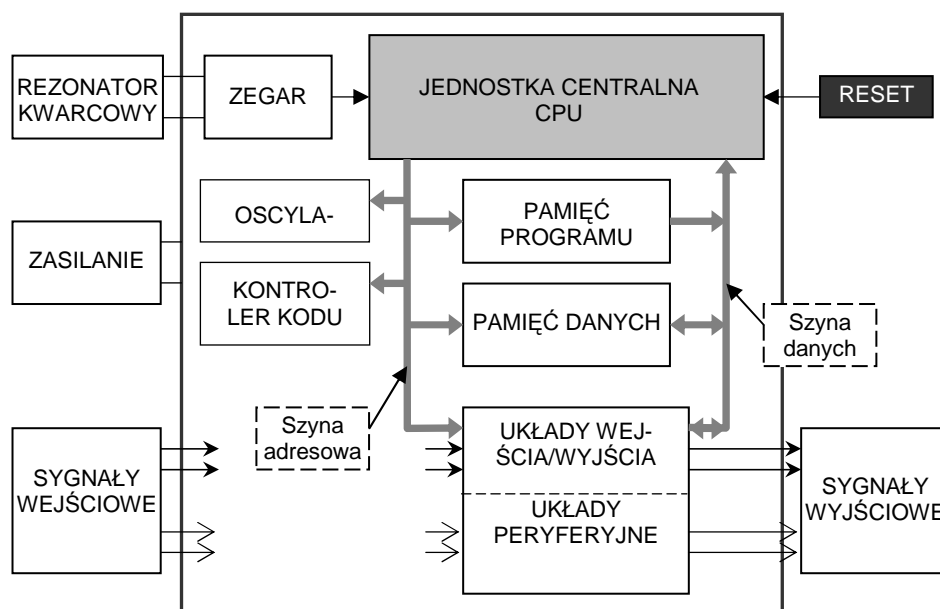 REZONATOR
KWARCOWY
ZEGAR
JEDNOSTKA CENTRALNA
CPU
RESET
OSCYLA-
PAMIĘĆ
PROGRAMU
ZASILANIE
KONTRO-
LER KODU
PAMIĘĆ DANYCH
Szyna
danych
Szyna
adresowa
UKŁADY WEJ-
ŚCIA/WYJŚCIA
SYGNAŁY
WEJŚCIOWE
UKŁADY
PERYFERYJNE
SYGNAŁY
WYJŚCIOWE